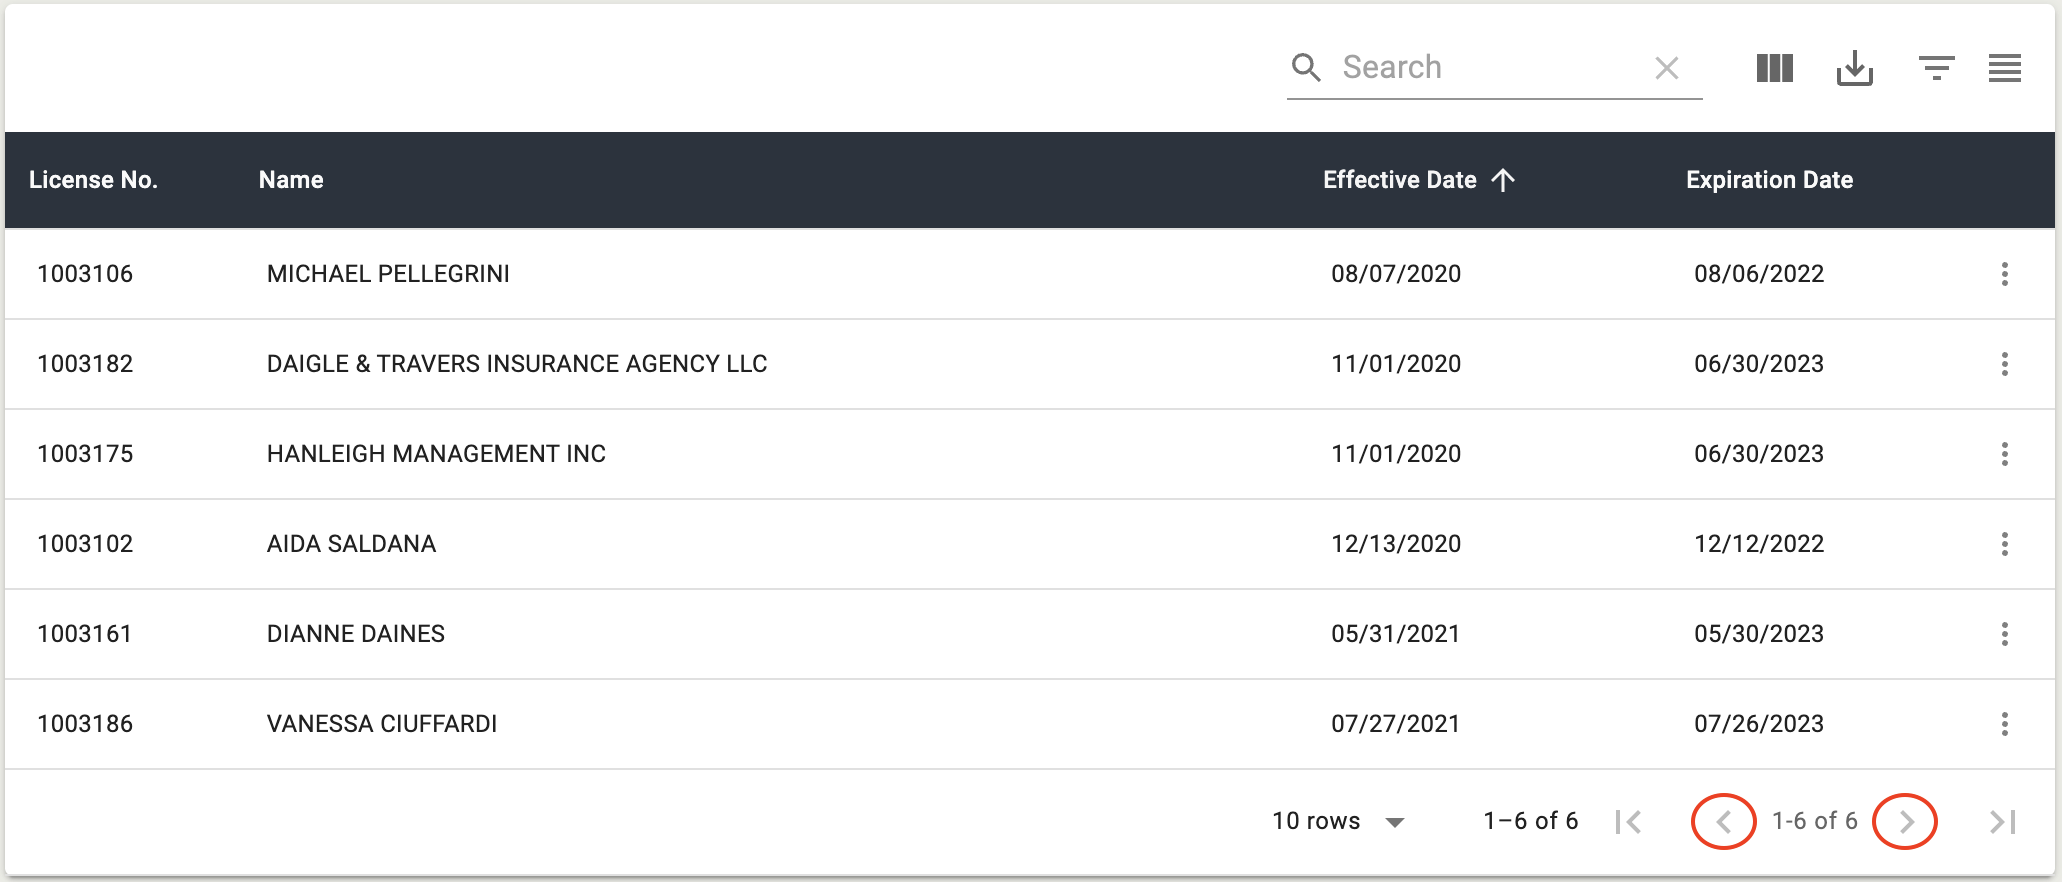 Search
License No. Name Effective Date Expiration Date
1003106 MICHAEL PELLEGRINI 08/07/2020 08/06/2022
1003182 DAIGLE & TRAVERS INSURANCE AGENCY LLC 11/01/2020 06/30/2023
1003175 HANLEIGH MANAGEMENT INC 11/01/2020 06/30/2023
1003102 AIDA SALDANA 12/13/2020 12/12/2022
1003161 DIANNE DAINES 05/31/2021 05/30/2023
1003186 VANESSA CIUFFARDI 07/27/2021 07/26/2023
10 rows 1–6 of 6 1-6 of 6